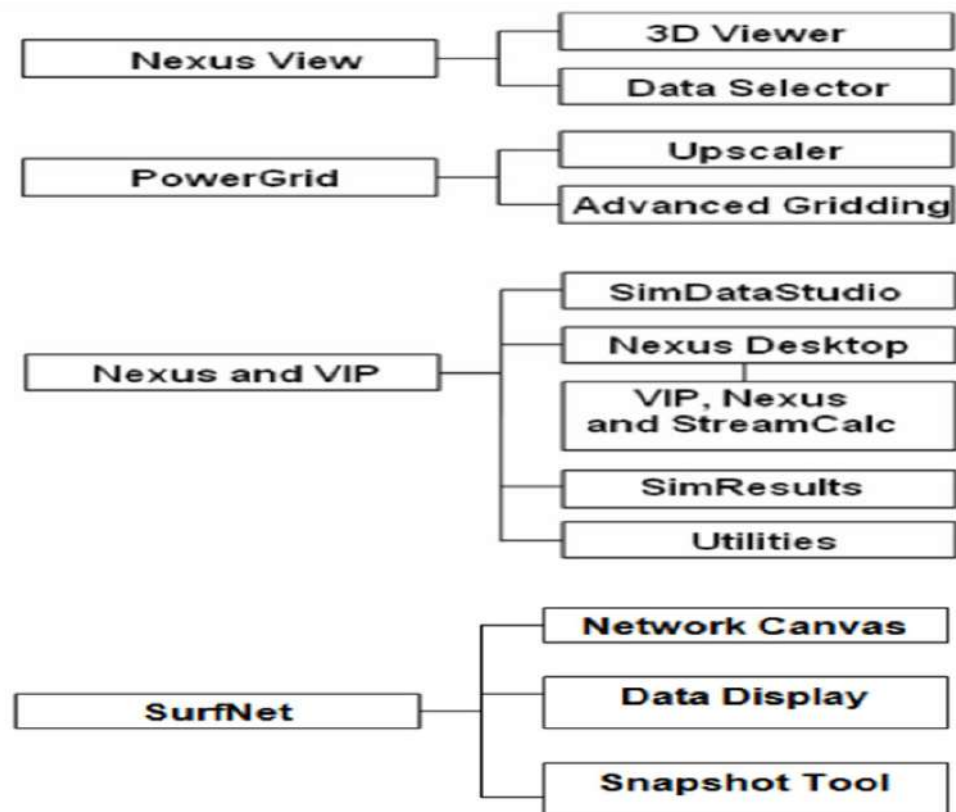 Nexus View
3D Viewer
Data Selector
PowerGrid
Upscaler
Advanced Gridding
Nexus and VIP
SimDataStudio
Nexus Desktop
VIP, Nexus
and StreamCalc
SimResults
Utilities
SurfNet
Network Canvas
Data Display
Snapshot Tool